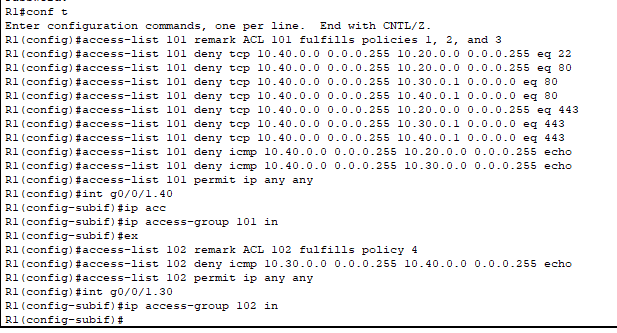 R1#conf t
Enter configuration commands, one per line.  End with CNTL/Z.
R1(config)#access-list 101 remark ACL 101 fulfills policies 1, 2, and 3
R1(config)#access-list 101 deny tcp 10.40.0.0 0.0.0.255 10.20.0.0 0.0.0.255 eq 22
R1(config)#access-list 101 deny tcp 10.40.0.0 0.0.0.255 10.20.0.0 0.0.0.255 eq 80
R1(config)#access-list 101 deny tcp 10.40.0.0 0.0.0.255 10.30.0.1 0.0.0.0 eq 80
R1(config)#access-list 101 deny tcp 10.40.0.0 0.0.0.255 10.40.0.1 0.0.0.0 eq 80
R1(config)#access-list 101 deny tcp 10.40.0.0 0.0.0.255 10.20.0.0 0.0.0.255 eq 443
R1(config)#access-list 101 deny tcp 10.40.0.0 0.0.0.255 10.30.0.1 0.0.0.0 eq 443
R1(config)#access-list 101 deny tcp 10.40.0.0 0.0.0.255 10.40.0.1 0.0.0.0 eq 443
R1(config)#access-list 101 deny icmp 10.40.0.0 0.0.0.255 10.20.0.0 0.0.0.255 echo
R1(config)#access-list 101 deny icmp 10.40.0.0 0.0.0.255 10.30.0.0 0.0.0.255 echo
R1(config)#access-list 101 permit ip any any
R1(config)#int g0/0/1.40
R1(config-subif)#ip acc
R1(config-subif)#ip access-group 101 in
R1(config-subif)#ex
R1(config)#access-list 102 remark ACL 102 fulfills policy 4
R1(config)#access-list 102 deny icmp 10.30.0.0 0.0.0.255 10.40.0.0 0.0.0.255 echo
R1(config)#access-list 102 permit ip any any
R1(config)#int g0/0/1.30
R1(config-subif)#ip access-group 102 in
R1(config-subif)#